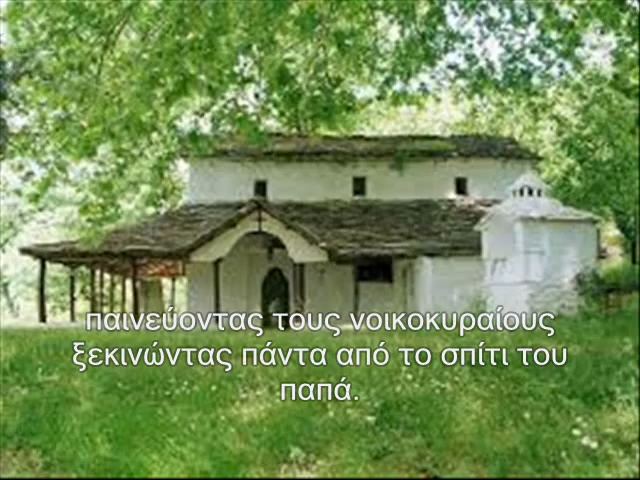 παινεύοντας τους νοικοκυραίους
ξεκινώντας πάντα από το σπίτι του
παπά.